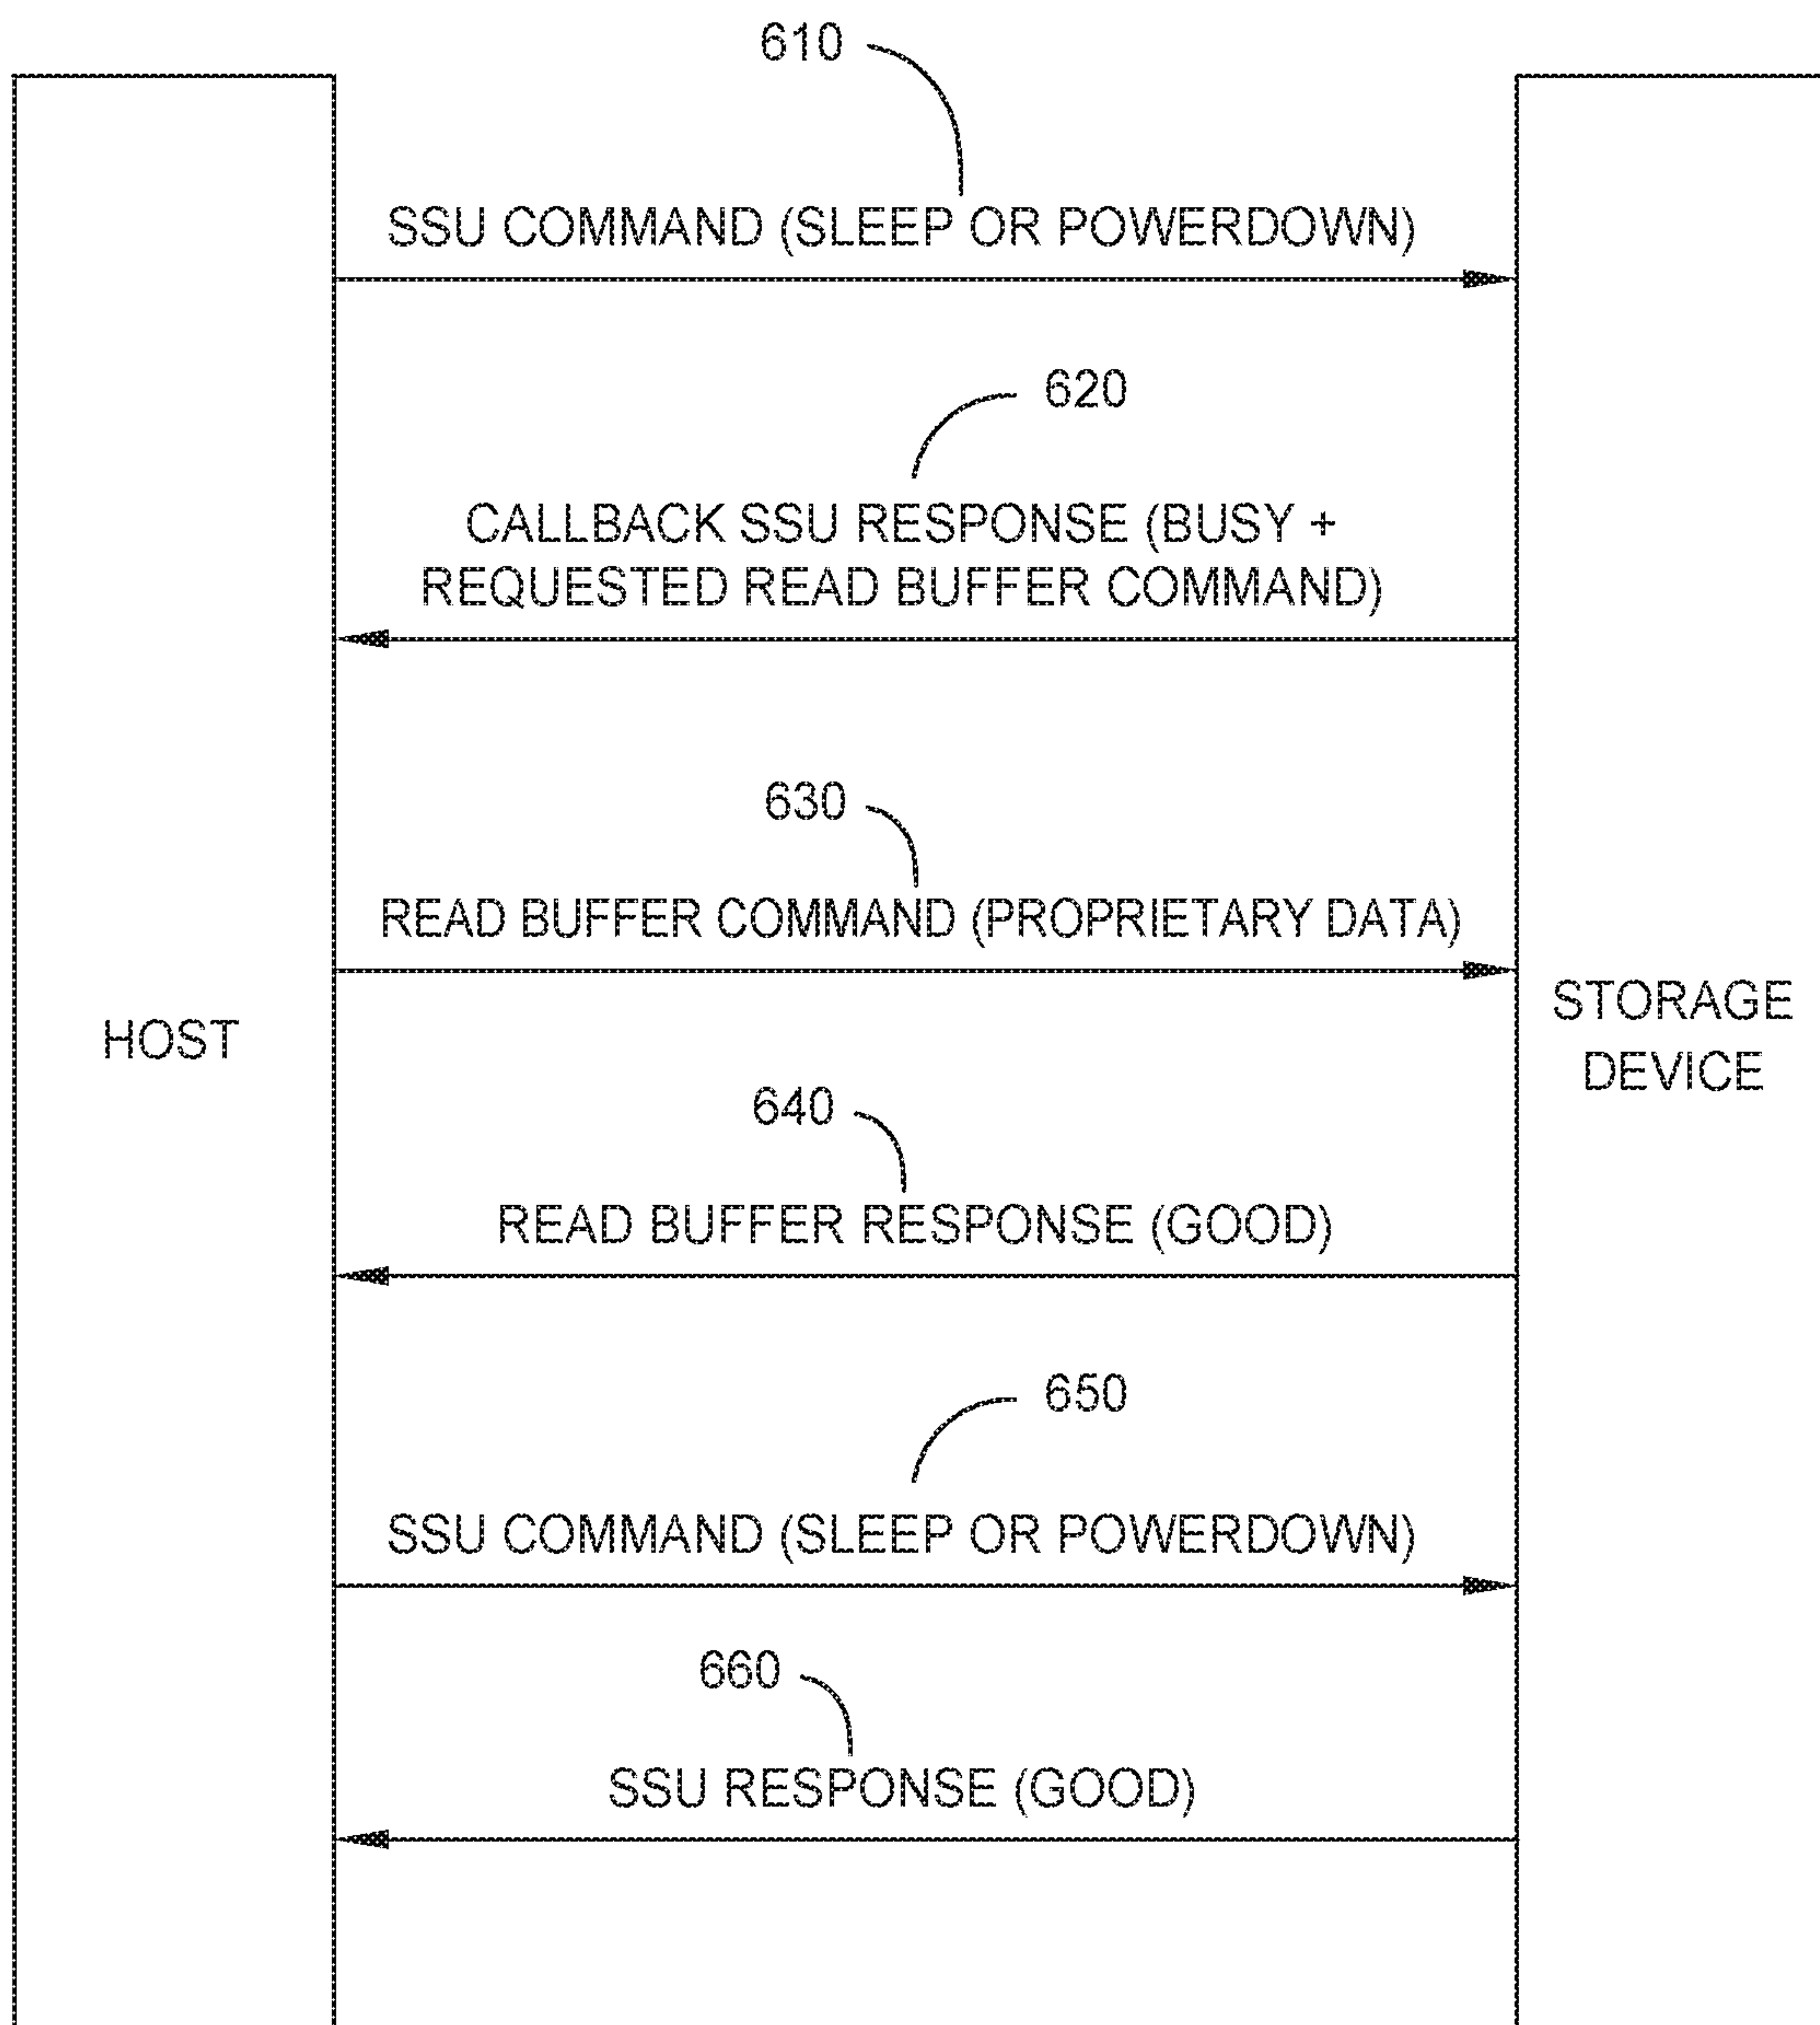 610
SSU COMMAND (SLEEP OR POWERDOWN)
620
CALLBACK SSU RESPONSE (BUSY +
REQUESTED READ BUFFER COMMAND)
630
READ BUFFER COMMAND (PROPRIETARY DATA)
HOST
STORAGE
DEVICE
640
READ BUFFER RESPONSE (GOOD)
650
SSU COMMAND (SLEEP OR POWERDOWN)
660
SSU RESPONSE (GOOD)